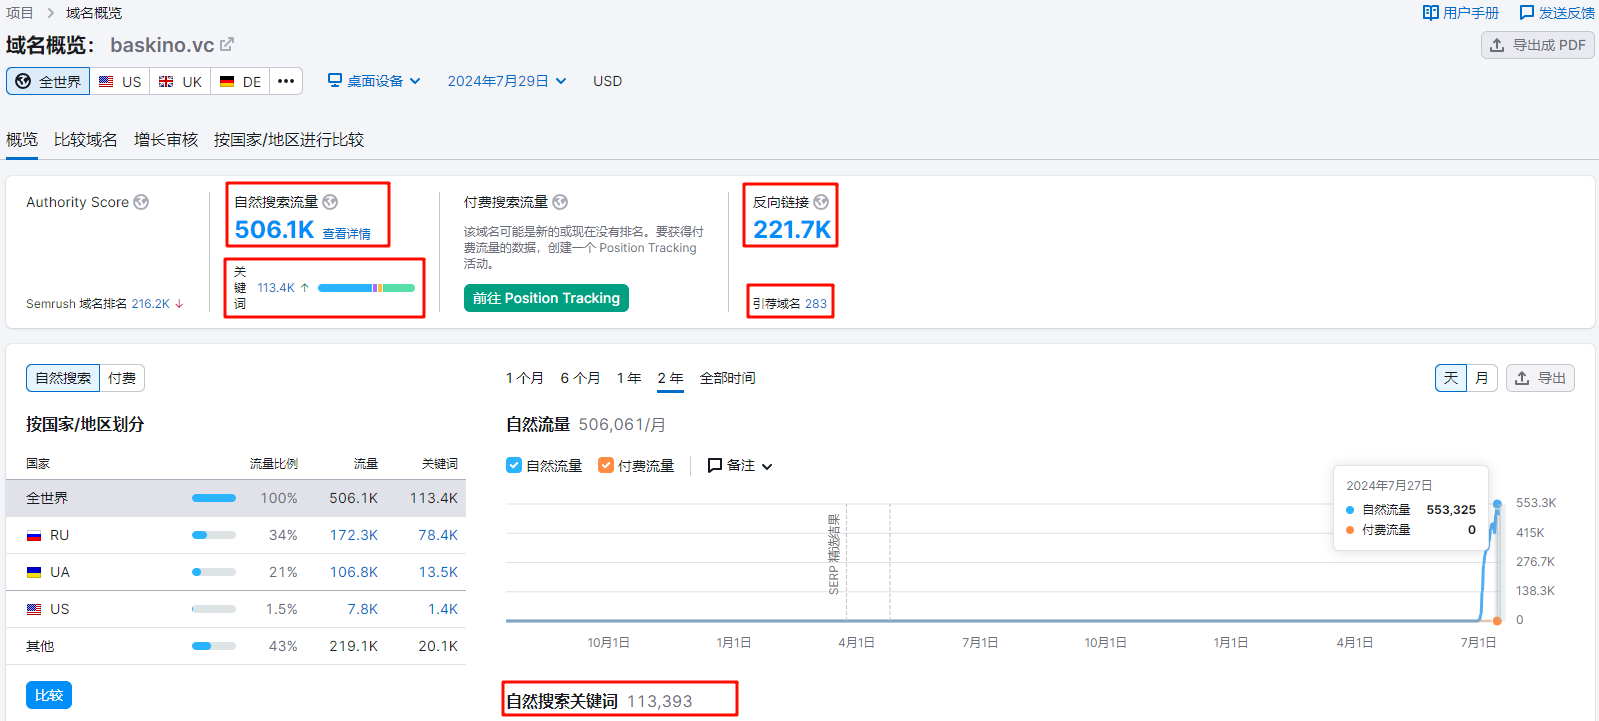 项目 > 域名概览
用户手册 发送反馈
域名概览： baskino.vc
导出成 PDF
全世界 US UK DE •••
桌面设备 2024年7月29日 USD
概览 比较域名 增长审核 按国家/地区进行比较
Authority Score
Semrush 域名排名 216.2K ↓
自然搜索流量
506.1K 查看详情
关键词 113.4K ↑
付费搜索流量
该域名可能是新的或现在没有排名。要获得付
费流量的数据，创建一个 Position Tracking
活动。
前往 Position Tracking
反向链接
221.7K
引荐域名 283
自然搜索 付费
按国家/地区划分
国家 流量比例 流量 关键词
全世界 100% 506.1K 113.4K
RU 34% 172.3K 78.4K
UA 21% 106.8K 13.5K
US 1.5% 7.8K 1.4K
其他 43% 219.1K 20.1K
比较
1 个月 6 个月 1 年 2 年 全部时间
天 月 导出
自然流量 506,061/月
自然流量 付费流量 备注
SERP 精选结果
2024年7月27日
自然流量 553,325
付费流量 0
553.3K
415K
276.7K
138.3K
0
10月1日 1月1日 4月1日 7月1日 10月1日 1月1日 4月1日 7月1日
自然搜索关键词 113,393